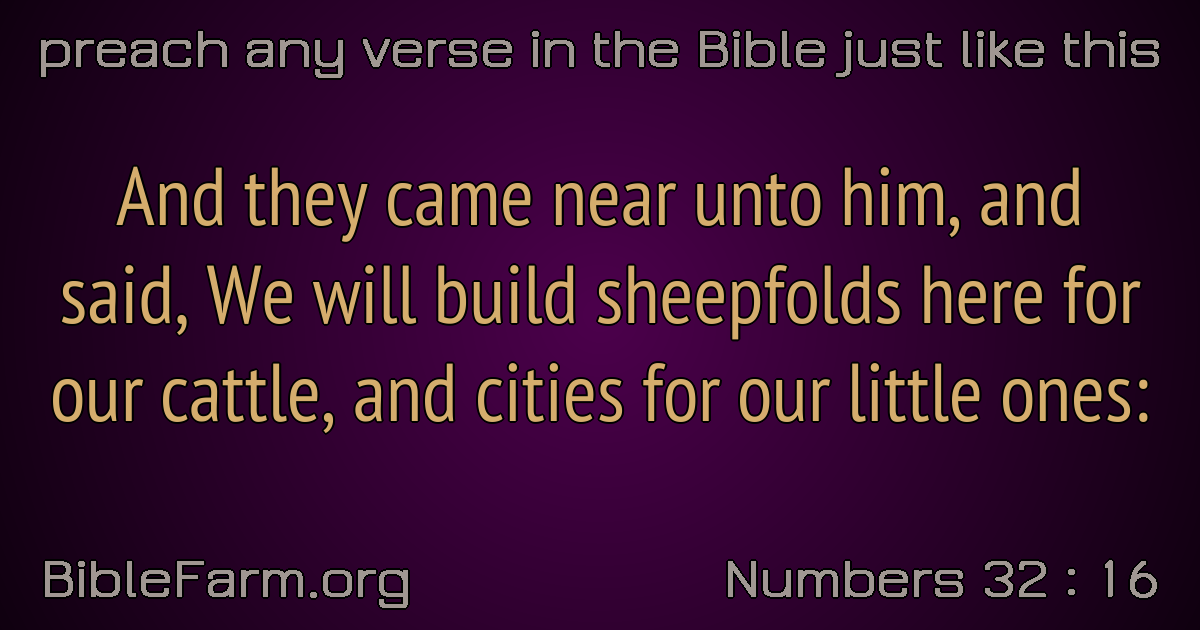 preach any verse in the Bible just like this
And they came near unto him, and
said, We will build sheepfolds here for
our cattle, and cities for our little ones:
BibleFarm.org
Numbers 32 : 16